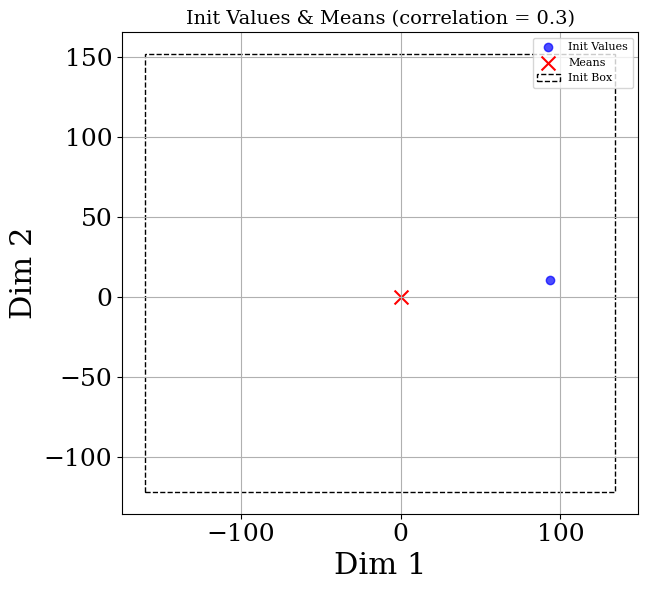 Init Values & Means (correlation = 0.3)
Init Values
Means
Init Box
150
100
50
0
−50
−100
Dim 2
−100
0
100
Dim 1